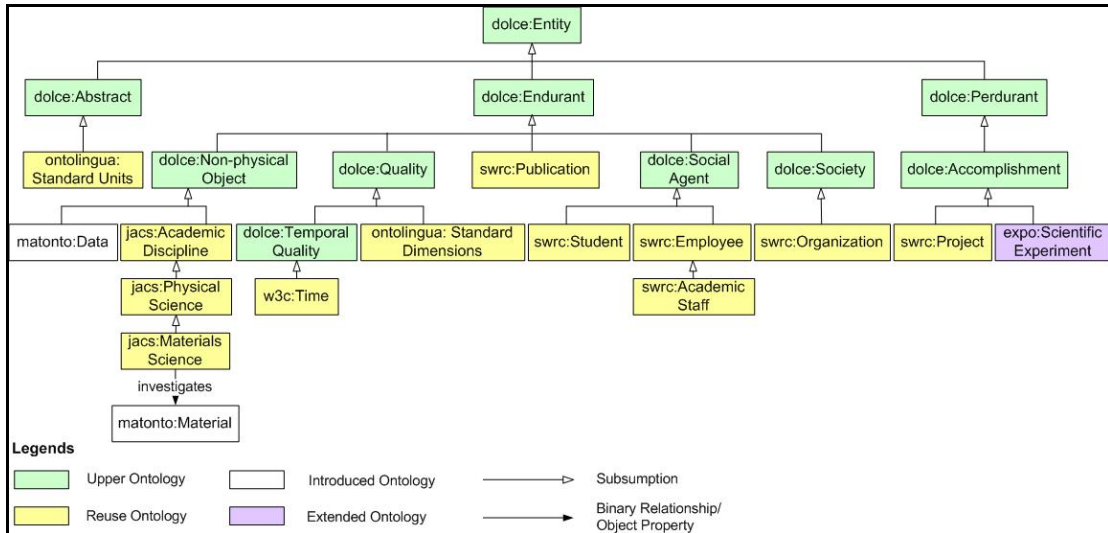 dolce:Entity
dolce:Abstract
dolce:Endurant
dolce:Perdurant
ontolingua:
Standard Units
dolce:Non-physical
Object
dolce:Quality
swrc:Publication
dolce:Social
Agent
dolce:Society
dolce:Accomplishment
matonto:Data
jacs:Academic
Discipline
dolce:Temporal
Quality
ontolingua: Standard
Dimensions
swrc:Student
swrc:Employee
swrc:Organization
swrc:Project
expo:Scientific
Experiment
jacs:Physical
Science
w3c:Time
swrc:Academic
Staff
jacs:Materials
Science
investigates
matonto:Material
Legends
Upper Ontology
Introduced Ontology
Subsumption
Reuse Ontology
Extended Ontology
Binary Relationship/
Object Property